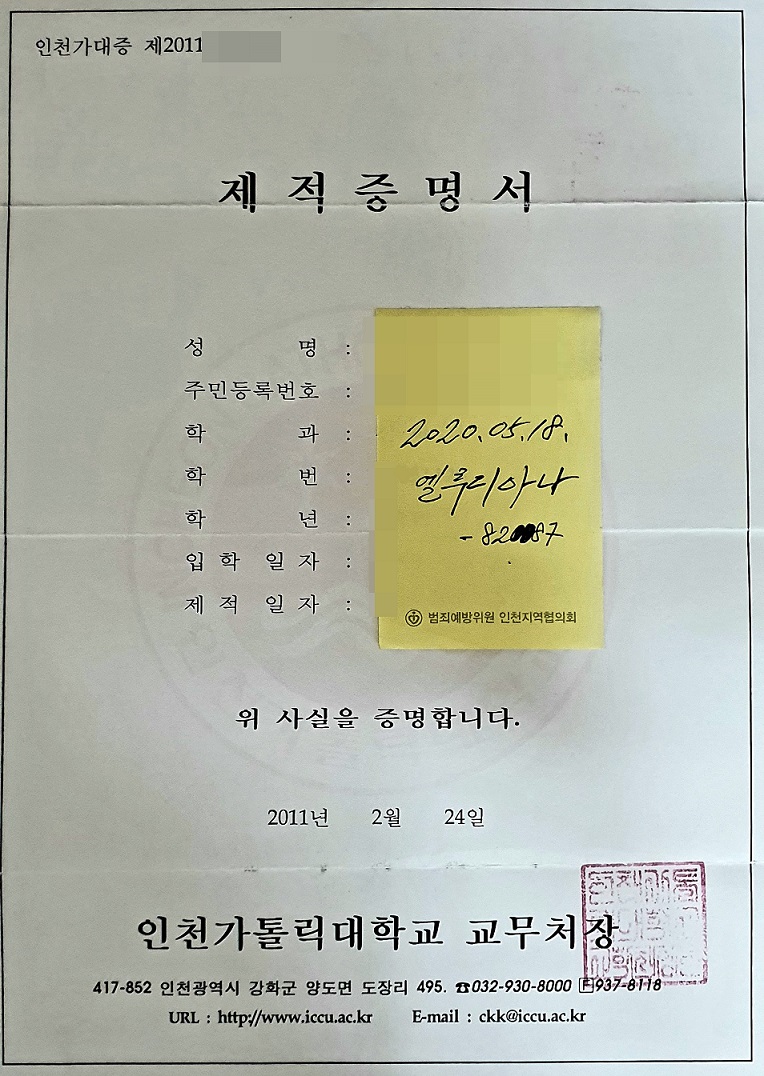 인천가대증 제2011
제 적 증 명 서
성 명 :
주민등록번호 :
학 과 :
학 번 :
학 년 :
입 학 일 자 :
제 적 일 자 :
2020.05.18.
엘루디아나
-82 87
범죄예방위원 인천지역협의회
위 사실을 증명합니다.
2011년 2월 24일
인천가톨릭대학교 교무처장
417-852 인천광역시 강화군 양도면 도장리 495. ☎032-930-8000 F937-8118
URL : http://www.iccu.ac.kr E-mail : ckk@iccu.ac.kr